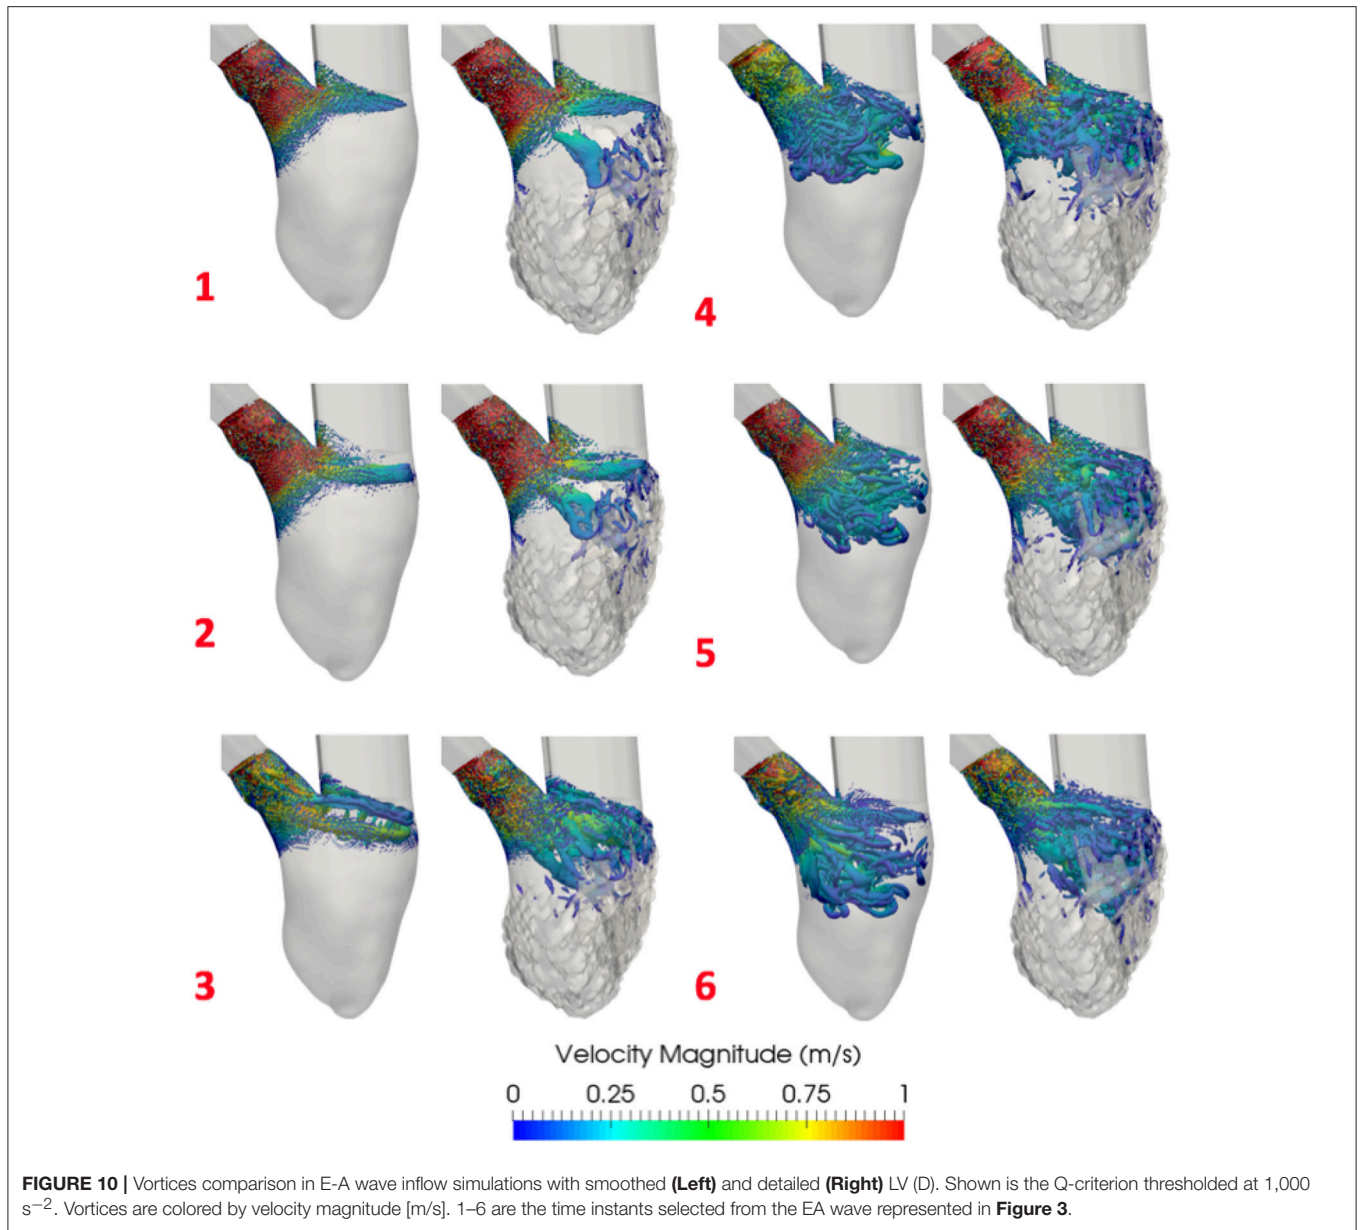 1
4
2
5
3
6
Velocity Magnitude (m/s)
0 0.25 0.5 0.75 1
FIGURE 10 | Vortices comparison in E-A wave inflow simulations with smoothed (Left) and detailed (Right) LV (D). Shown is the Q-criterion thresholded at 1,000
s⁻². Vortices are colored by velocity magnitude [m/s]. 1–6 are the time instants selected from the EA wave represented in Figure 3.